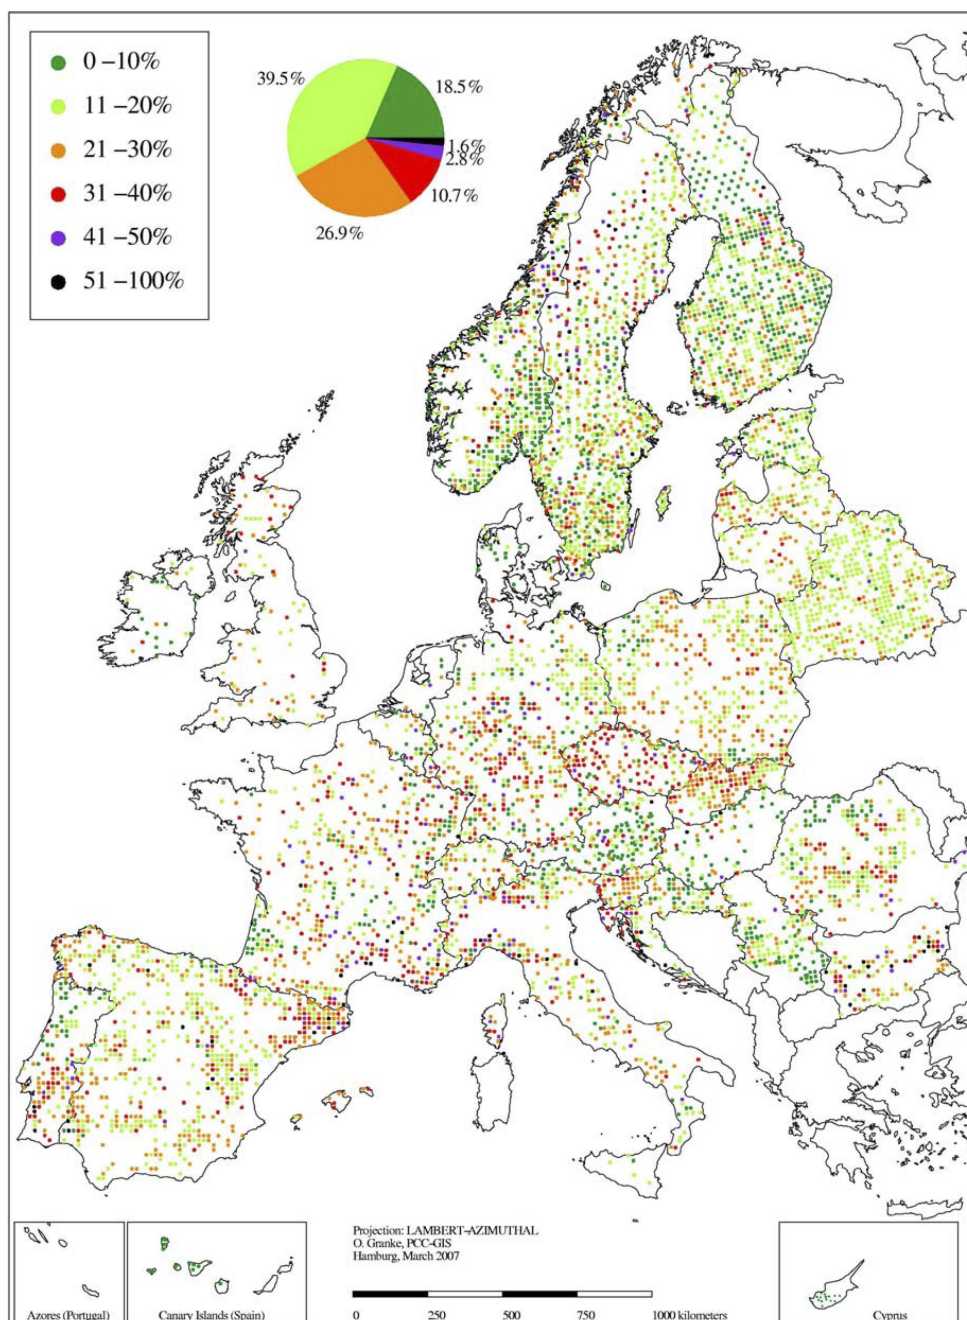 0 –10%
11 –20%
21 –30%
31 –40%
41 –50%
51 –100%
39.5%
18.5%
1.6%
2.8%
10.7%
26.9%
Projection: LAMBERT–AZIMUTHAL
O. Granke, PCC–GIS
Hamburg, March 2007
Azores (Portugal)
Canary Islands (Spain)
0 250 500 750 1000 kilometers
Cyprus